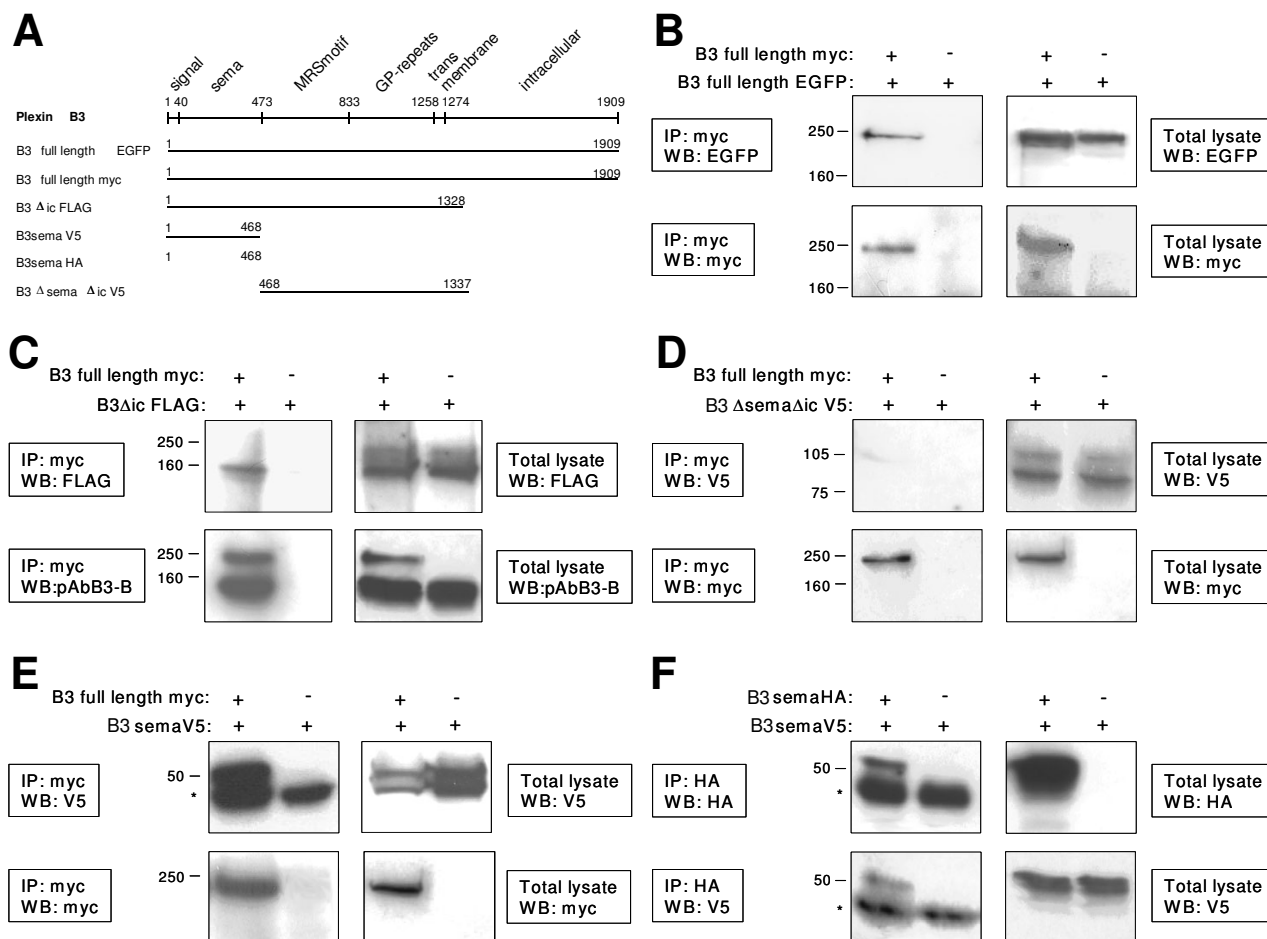 A
signal
sema
MRSmotif
GP-repeats
trans
membrane
intracellular
1 40 473 833 1258 1274 1909
Plexin B3
B3 full length EGFP 1 1909
B3 full length myc 1 1909
B3 Δic FLAG 1 1328
B3sema V5 1 468
B3sema HA 1 468
B3 Δsema Δic V5 468 1337
B
B3 full length myc: + - + -
B3 full length EGFP: + + + +
IP: myc
WB: EGFP
250
160
Total lysate
WB: EGFP
IP: myc
WB: myc
250
160
Total lysate
WB: myc
C
B3 full length myc: + - + -
B3Δic FLAG: + + + +
IP: myc
WB: FLAG
250
160
Total lysate
WB: FLAG
IP: myc
WB:pAbB3-B
250
160
Total lysate
WB:pAbB3-B
D
B3 full length myc: + - + -
B3 ΔsemaΔic V5: + + + +
IP: myc
WB: V5
105
75
Total lysate
WB: V5
IP: myc
WB: myc
250
160
Total lysate
WB: myc
E
B3 full length myc: + - + -
B3 semaV5: + + + +
IP: myc
WB: V5
50
*
Total lysate
WB: V5
IP: myc
WB: myc
250
Total lysate
WB: myc
F
B3 semaHA: + - + -
B3 semaV5: + + + +
IP: HA
WB: HA
50
*
Total lysate
WB: HA
IP: HA
WB: V5
50
*
Total lysate
WB: V5